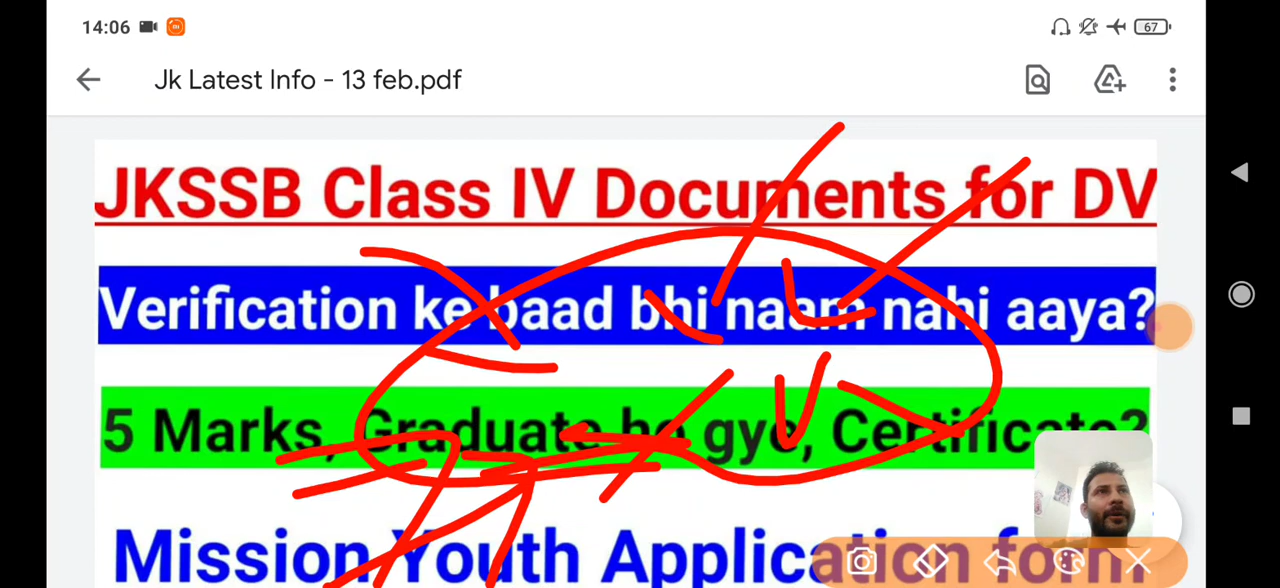 14:06
67
Jk Latest Info - 13 feb.pdf
JKSSB Class IV Documents for DV
Verification ke baad bhi naam nahi aaya?
5 Marks, Graduate ho gye, Certificate?
Mission Youth Application form